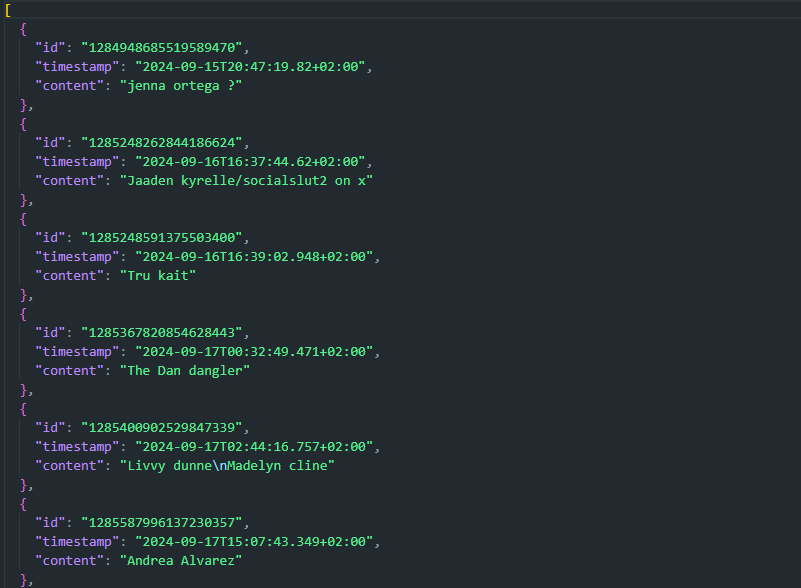 [
{
"id": "1284948685519589470",
"timestamp": "2024-09-15T20:47:19.82+02:00",
"content": "jenna ortega ?"
},
{
"id": "1285248262844186624",
"timestamp": "2024-09-16T16:37:44.62+02:00",
"content": "Jaaden kyrelle/socialslut2 on x"
},
{
"id": "1285248591375503400",
"timestamp": "2024-09-16T16:39:02.948+02:00",
"content": "Tru kait"
},
{
"id": "1285367820854628443",
"timestamp": "2024-09-17T00:32:49.471+02:00",
"content": "The Dan dangler"
},
{
"id": "1285400902529847339",
"timestamp": "2024-09-17T02:44:16.757+02:00",
"content": "Livvy dunne\nMadelyn cline"
},
{
"id": "1285587996137230357",
"timestamp": "2024-09-17T15:07:43.349+02:00",
"content": "Andrea Alvarez"
},